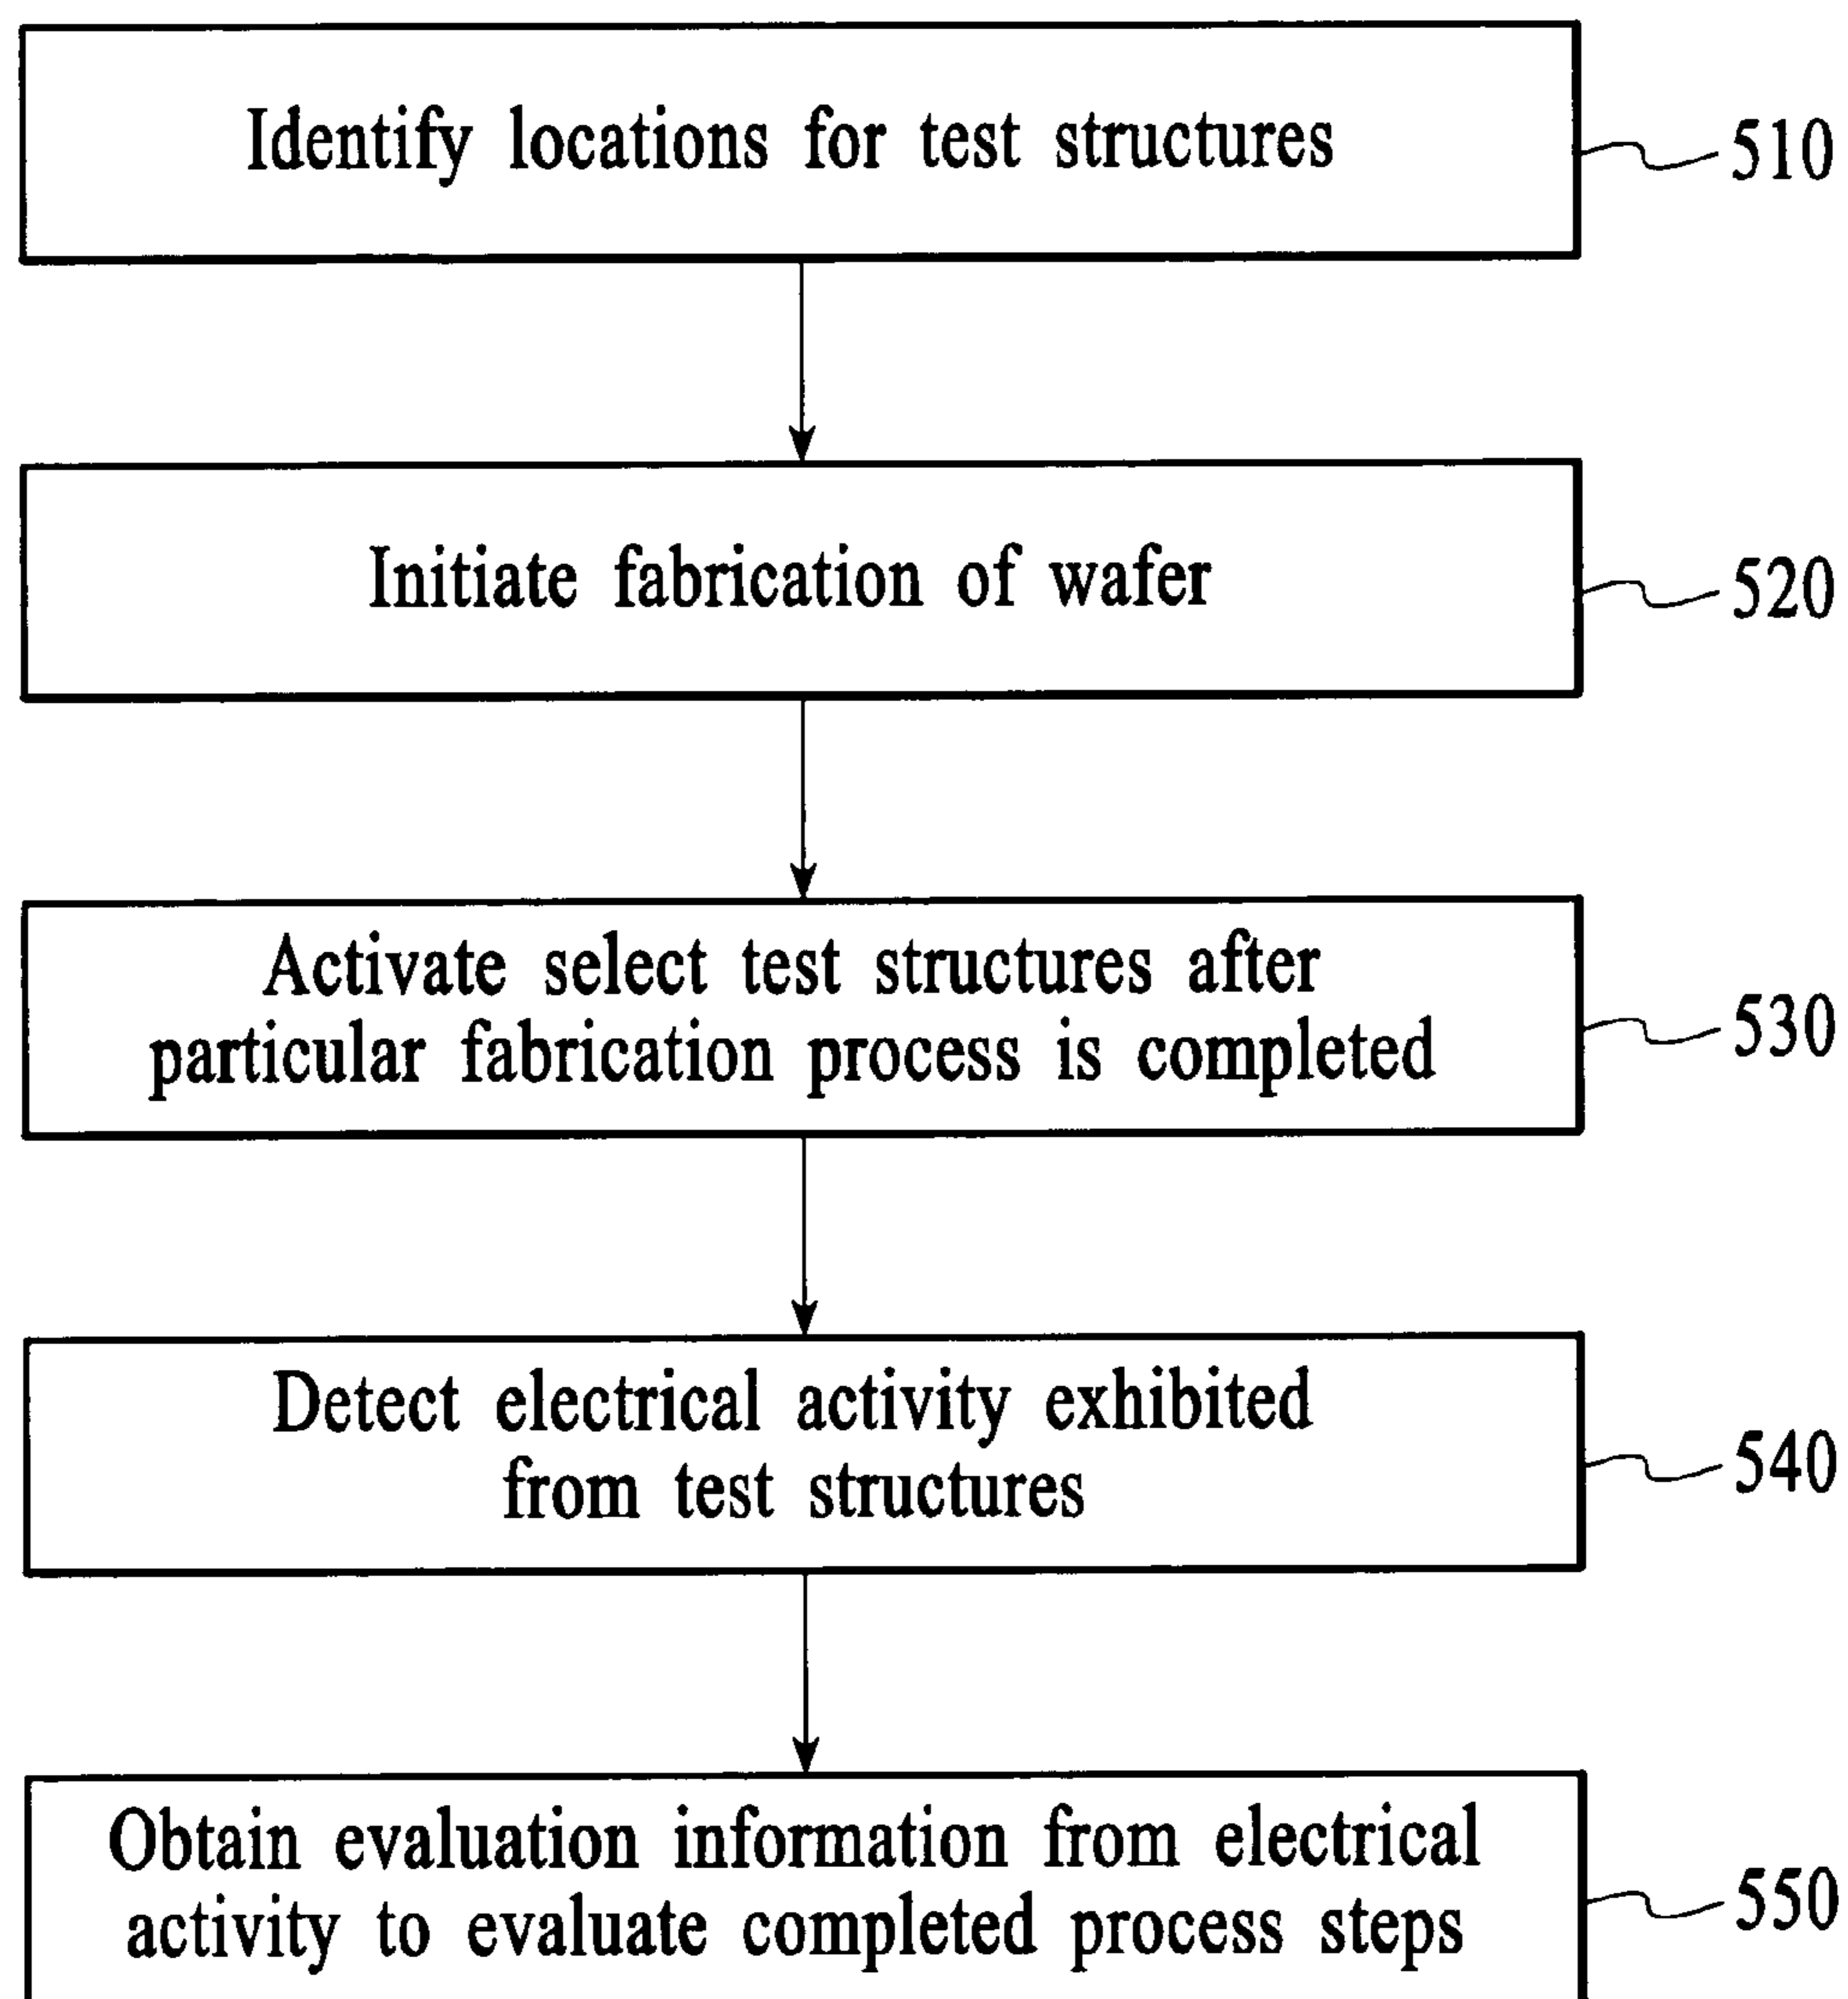 Identify locations for test structures
510
Initiate fabrication of wafer
520
Activate select test structures after
particular fabrication process is completed
530
Detect electrical activity exhibited
from test structures
540
Obtain evaluation information from electrical
activity to evaluate completed process steps
550